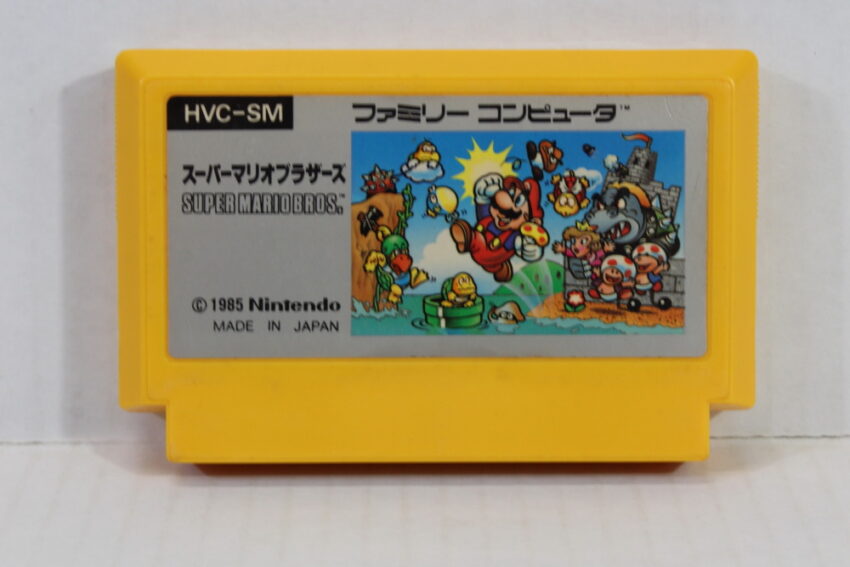 HVC-SM
ファミリー コンピュータ™
スーパーマリオブラザーズ
SUPER MARIO BROS.™
© 1985 Nintendo
MADE IN JAPAN